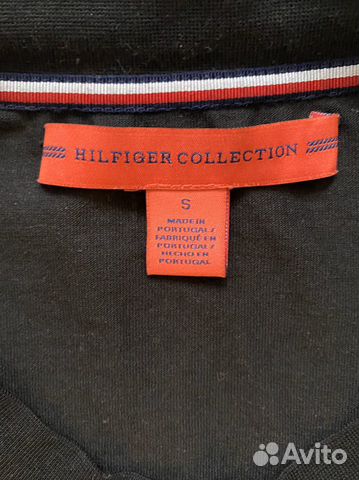 HILFIGER COLLECTION
S
MADE IN
PORTUGAL/
FABRIQUÉ EN
PORTUGAL/
HECHO EN
PORTUGAL
Avito